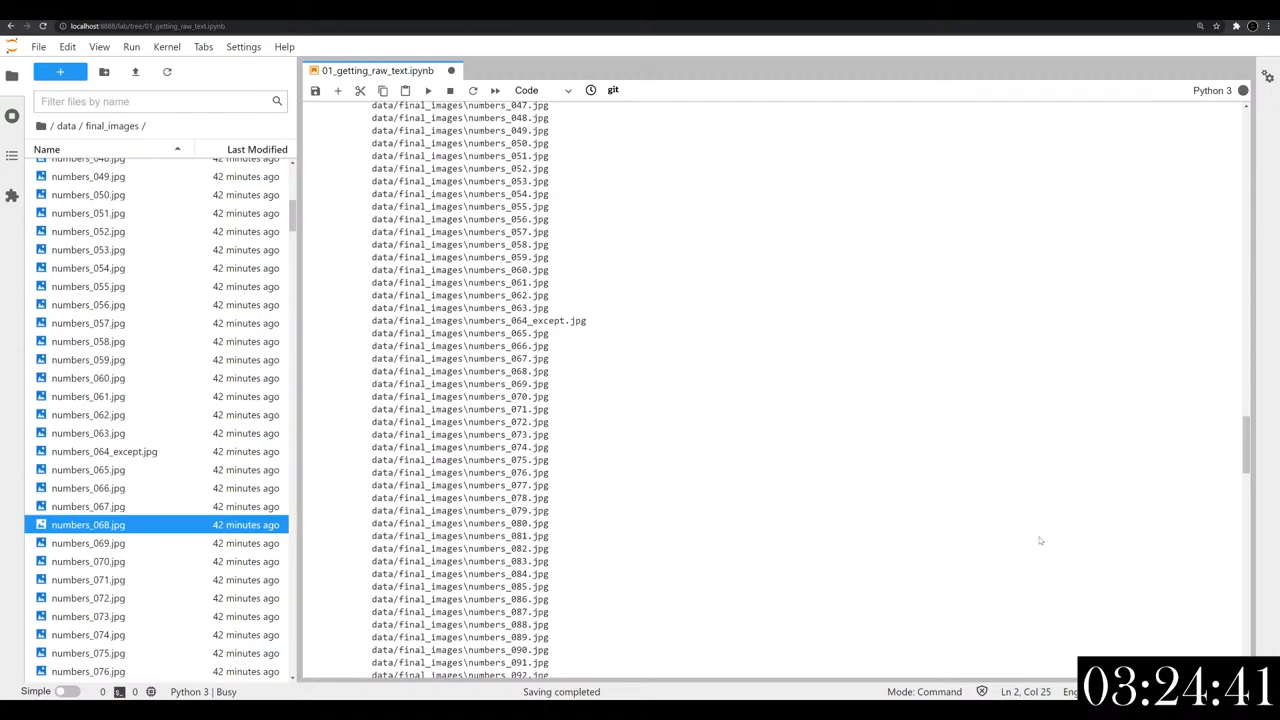 localhost:8888/lab/tree/01_getting_raw_text.ipynb
File Edit View Run Kernel Tabs Settings Help
01_getting_raw_text.ipynb
Filter files by name
Code
git
Python 3
/ data / final_images /
Name Last Modified
numbers_048.jpg 42 minutes ago
numbers_049.jpg 42 minutes ago
numbers_050.jpg 42 minutes ago
numbers_051.jpg 42 minutes ago
numbers_052.jpg 42 minutes ago
numbers_053.jpg 42 minutes ago
numbers_054.jpg 42 minutes ago
numbers_055.jpg 42 minutes ago
numbers_056.jpg 42 minutes ago
numbers_057.jpg 42 minutes ago
numbers_058.jpg 42 minutes ago
numbers_059.jpg 42 minutes ago
numbers_060.jpg 42 minutes ago
numbers_061.jpg 42 minutes ago
numbers_062.jpg 42 minutes ago
numbers_063.jpg 42 minutes ago
numbers_064_except.jpg 42 minutes ago
numbers_065.jpg 42 minutes ago
numbers_066.jpg 42 minutes ago
numbers_067.jpg 42 minutes ago
numbers_068.jpg 42 minutes ago
numbers_069.jpg 42 minutes ago
numbers_070.jpg 42 minutes ago
numbers_071.jpg 42 minutes ago
numbers_072.jpg 42 minutes ago
numbers_073.jpg 42 minutes ago
numbers_074.jpg 42 minutes ago
numbers_075.jpg 42 minutes ago
numbers_076.jpg 42 minutes ago
data/final_images\numbers_047.jpg
data/final_images\numbers_048.jpg
data/final_images\numbers_049.jpg
data/final_images\numbers_050.jpg
data/final_images\numbers_051.jpg
data/final_images\numbers_052.jpg
data/final_images\numbers_053.jpg
data/final_images\numbers_054.jpg
data/final_images\numbers_055.jpg
data/final_images\numbers_056.jpg
data/final_images\numbers_057.jpg
data/final_images\numbers_058.jpg
data/final_images\numbers_059.jpg
data/final_images\numbers_060.jpg
data/final_images\numbers_061.jpg
data/final_images\numbers_062.jpg
data/final_images\numbers_063.jpg
data/final_images\numbers_064_except.jpg
data/final_images\numbers_065.jpg
data/final_images\numbers_066.jpg
data/final_images\numbers_067.jpg
data/final_images\numbers_068.jpg
data/final_images\numbers_069.jpg
data/final_images\numbers_070.jpg
data/final_images\numbers_071.jpg
data/final_images\numbers_072.jpg
data/final_images\numbers_073.jpg
data/final_images\numbers_074.jpg
data/final_images\numbers_075.jpg
data/final_images\numbers_076.jpg
data/final_images\numbers_077.jpg
data/final_images\numbers_078.jpg
data/final_images\numbers_079.jpg
data/final_images\numbers_080.jpg
data/final_images\numbers_081.jpg
data/final_images\numbers_082.jpg
data/final_images\numbers_083.jpg
data/final_images\numbers_084.jpg
data/final_images\numbers_085.jpg
data/final_images\numbers_086.jpg
data/final_images\numbers_087.jpg
data/final_images\numbers_088.jpg
data/final_images\numbers_089.jpg
data/final_images\numbers_090.jpg
data/final_images\numbers_091.jpg
data/final_images\numbers_092.jpg
Simple 0 0 Python 3 | Busy Saving completed Mode: Command Ln 2, Col 25
03:24:41